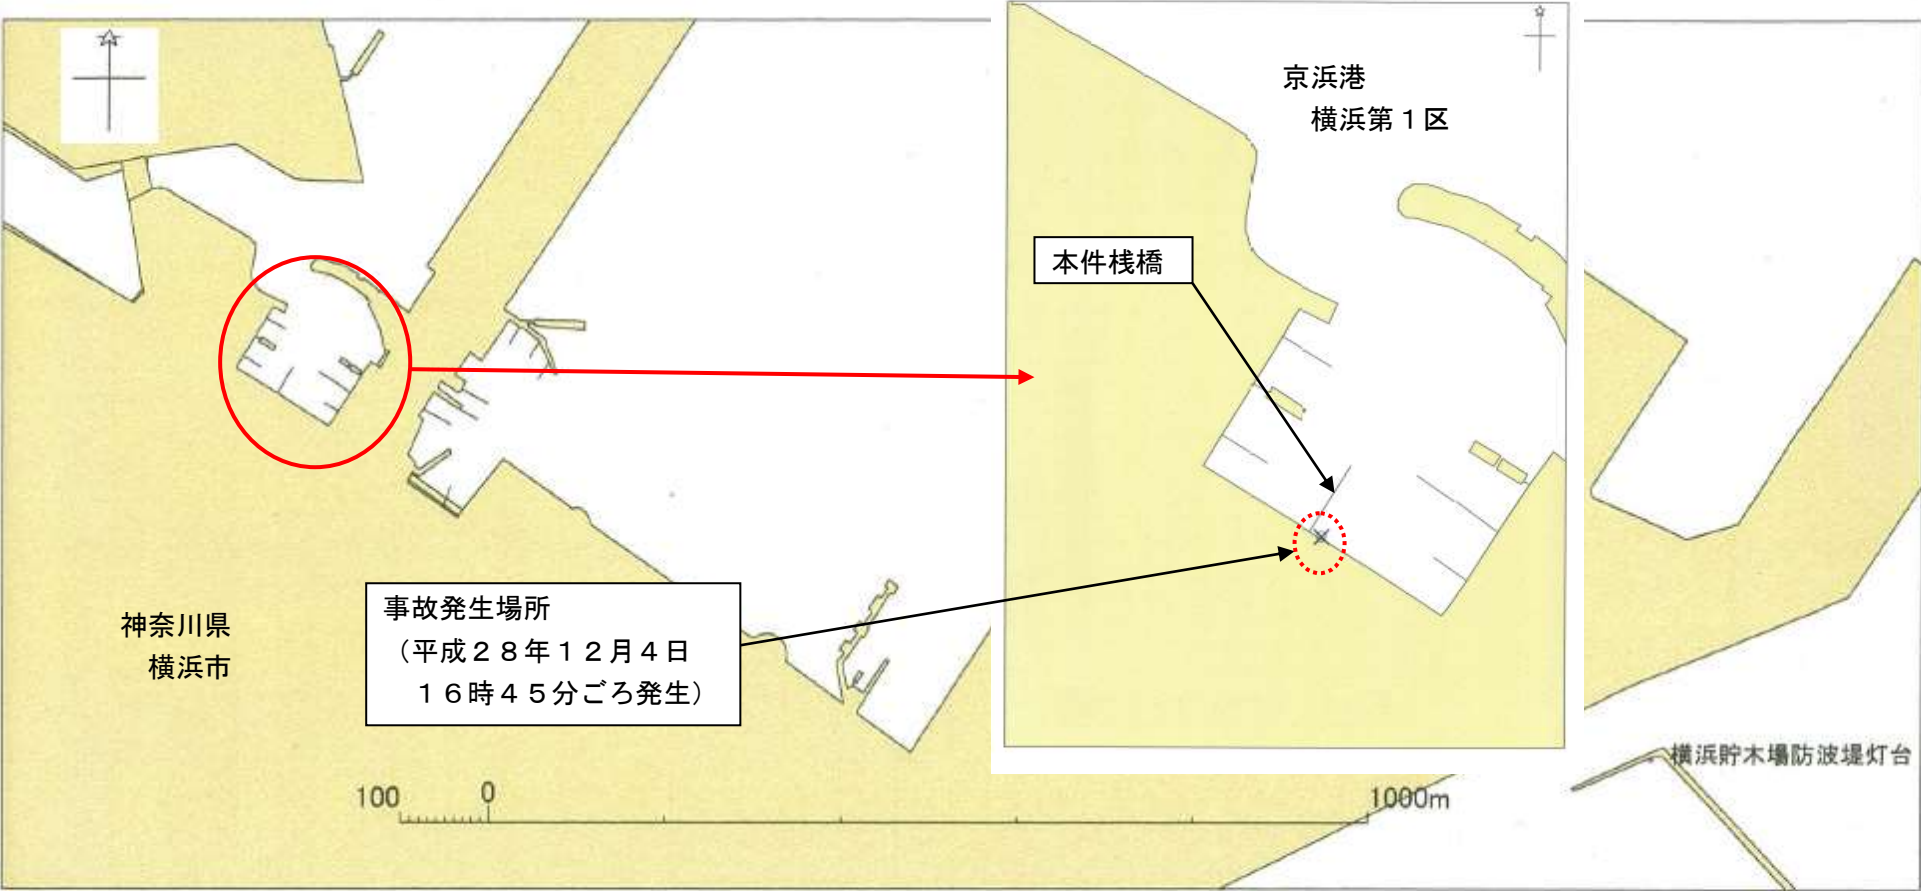 京浜港
横浜第１区
本件桟橋
神奈川県
横浜市
事故発生場所
（平成２８年１２月４日
１６時４５分ごろ発生）
横浜貯木場防波堤灯台
100 0 1000m